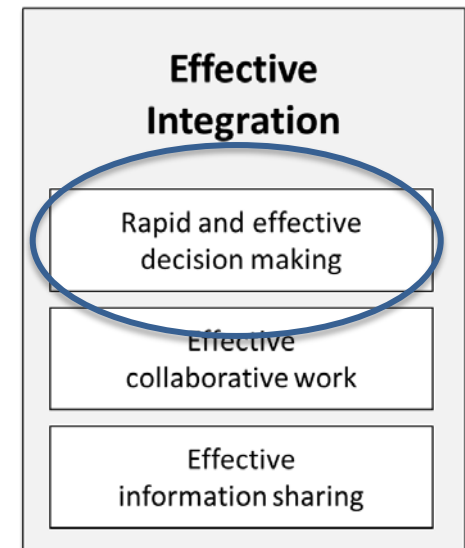 Effective
Integration
Rapid and effective
decision making
Effective
collaborative work
Effective
information sharing